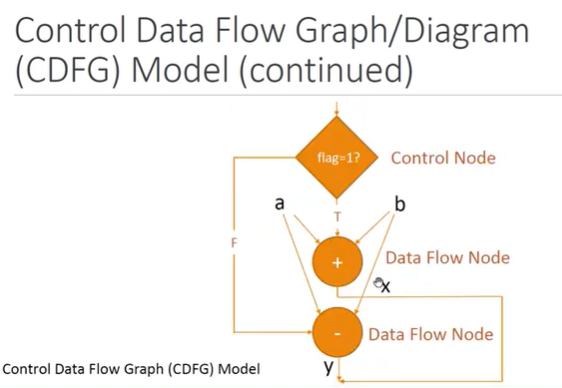 Control Data Flow Graph/Diagram
(CDFG) Model (continued)
flag=1?
Control Node
a
b
T
F
+
Data Flow Node
x
-
Data Flow Node
y
Control Data Flow Graph (CDFG) Model